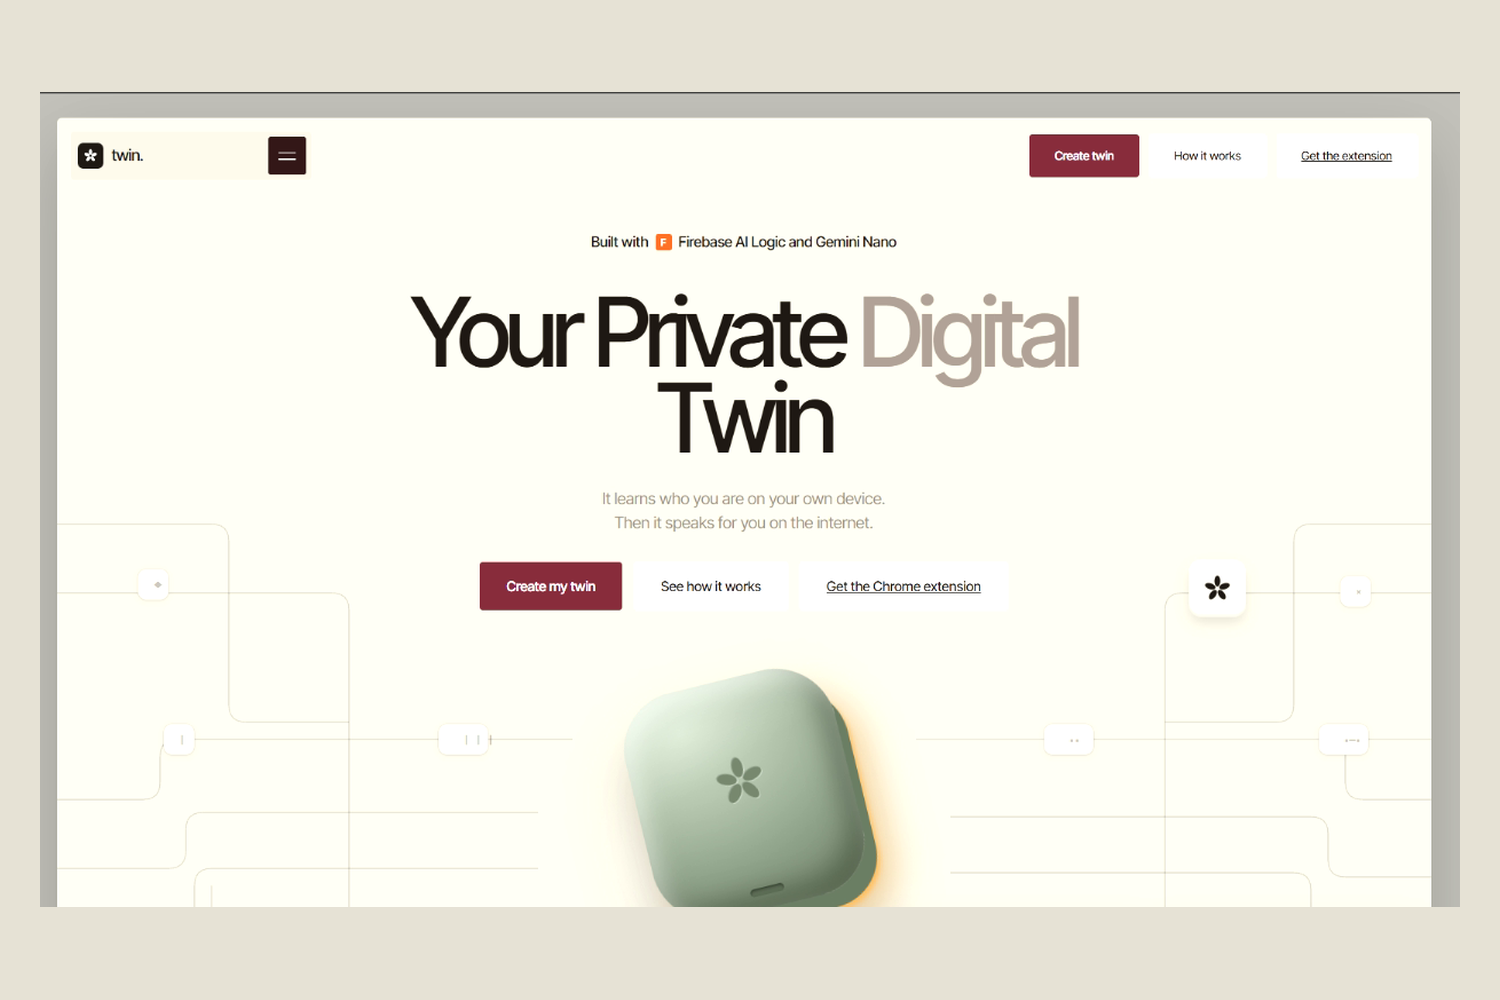 twin.
Create twin
How it works
Get the extension
Built with F Firebase AI Logic and Gemini Nano
Your Private Digital
Twin
It learns who you are on your own device.
Then it speaks for you on the internet.
Create my twin
See how it works
Get the Chrome extension